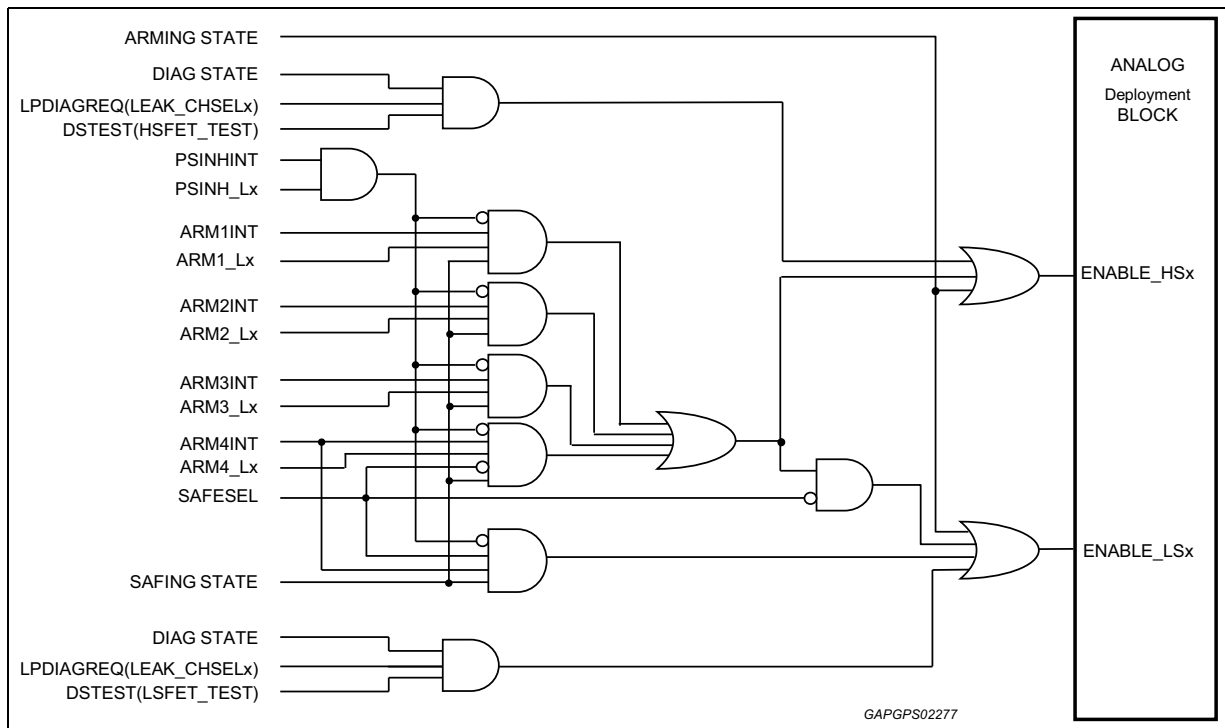 ARMING STATE
DIAG STATE
LPDIAGREQ(LEAK_CHSELx)
DSTEST(HSFET_TEST)
PSINHINT
PSINH_Lx
ARM1INT
ARM1_Lx
ARM2INT
ARM2_Lx
ARM3INT
ARM3_Lx
ARM4INT
ARM4_Lx
SAFESEL
SAFING STATE
DIAG STATE
LPDIAGREQ(LEAK_CHSELx)
DSTEST(LSFET_TEST)
ANALOG
Deployment
BLOCK
ENABLE_HSx
ENABLE_LSx
GAPGPS02277